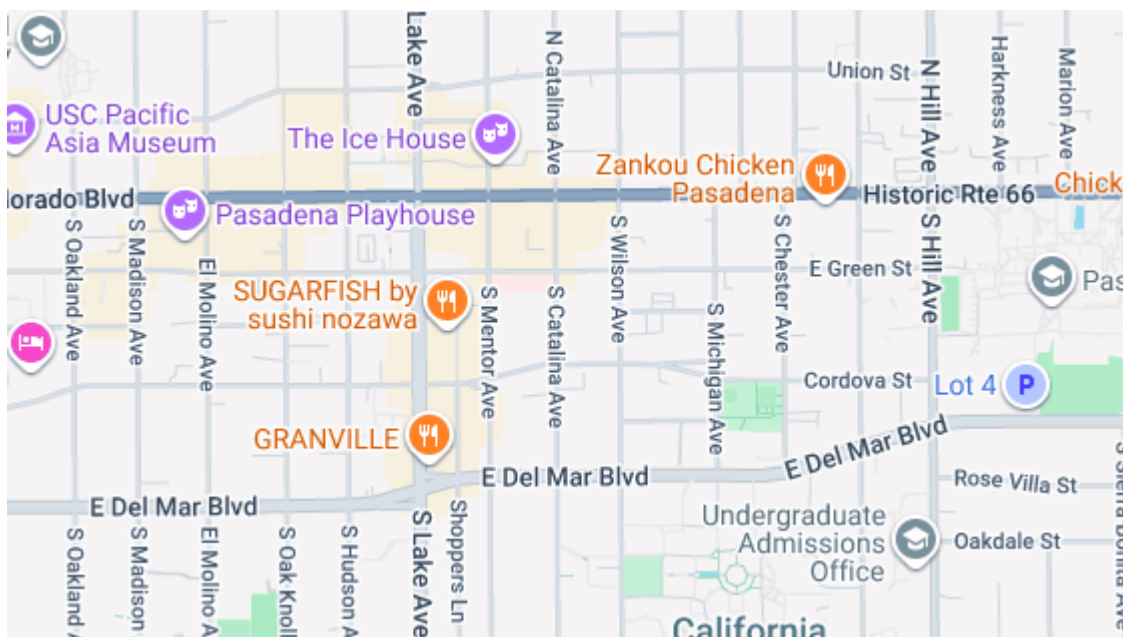 Lake Ave
N Catalina Ave
Union St
N Hill Ave
Harkness Ave
Marion Ave
USC Pacific
Asia Museum
The Ice House
Zankou Chicken
Pasadena
Historic Rte 66
Chick
lorado Blvd
Pasadena Playhouse
S Oakland Ave
S Madison Ave
El Molino Ave
SUGARFISH by
sushi nozawa
S Mentor Ave
S Catalina Ave
S Wilson Ave
S Michigan Ave
S Chester Ave
E Green St
S Hill Ave
Pas
Cordova St
Lot 4
P
GRANVILLE
E Del Mar Blvd
E Del Mar Blvd
E Del Mar Blvd
Rose Villa St
Oakdale St
S Oakland A
S Madison
El Molino A
S Oak Knoll
S Hudson A
S Lake Ave
Shoppers Ln
Undergraduate
Admissions
Office
California
S Sierra Bonita Ave